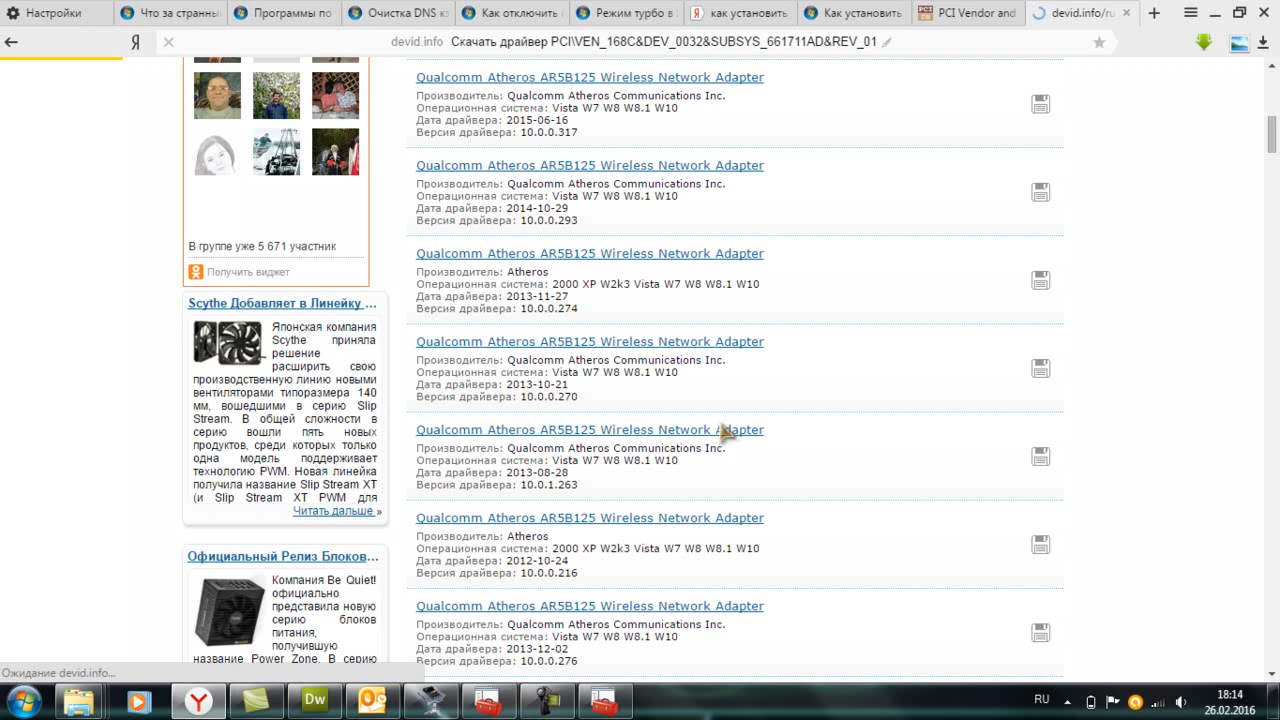 Настройки
Что за странны
Программы по
Очистка DNS к
Как отключить
Режим турбо в
как установить
Как установить
PCI Vendor and
devid.info/ru
Я
devid.info Скачать драйвер PCI\VEN_168C&DEV_0032&SUBSYS_661711AD&REV_01
В группе уже 5 671 участник
Получить виджет
Scythe Добавляет в Линейку ...
Японская компания
Scythe приняла
решение
расширить свою
производственную линию новыми
вентиляторами типоразмера 140
мм, вошедшими в серию Slip
Stream. В общей сложности в
серию вошли пять новых
продуктов, среди которых только
одна модель поддерживает
технологию PWM. Новая линейка
получила название Slip Stream XT
(и Slip Stream XT PWM для
Читать дальше »
Официальный Релиз Блоков...
Компания Be Quiet!
официально
представила новую
серию блоков
питания,
получившую
название Power Zone. В серию
Qualcomm Atheros AR5B125 Wireless Network Adapter
Производитель: Qualcomm Atheros Communications Inc.
Операционная система: Vista W7 W8 W8.1 W10
Дата драйвера: 2015-06-16
Версия драйвера: 10.0.0.317
Qualcomm Atheros AR5B125 Wireless Network Adapter
Производитель: Qualcomm Atheros Communications Inc.
Операционная система: Vista W7 W8 W8.1 W10
Дата драйвера: 2014-10-29
Версия драйвера: 10.0.0.293
Qualcomm Atheros AR5B125 Wireless Network Adapter
Производитель: Atheros
Операционная система: 2000 XP W2k3 Vista W7 W8 W8.1 W10
Дата драйвера: 2013-11-27
Версия драйвера: 10.0.0.274
Qualcomm Atheros AR5B125 Wireless Network Adapter
Производитель: Qualcomm Atheros Communications Inc.
Операционная система: Vista W7 W8 W8.1 W10
Дата драйвера: 2013-10-21
Версия драйвера: 10.0.0.270
Qualcomm Atheros AR5B125 Wireless Network Adapter
Производитель: Qualcomm Atheros Communications Inc.
Операционная система: Vista W7 W8 W8.1 W10
Дата драйвера: 2013-08-28
Версия драйвера: 10.0.1.263
Qualcomm Atheros AR5B125 Wireless Network Adapter
Производитель: Atheros
Операционная система: 2000 XP W2k3 Vista W7 W8 W8.1 W10
Дата драйвера: 2012-10-24
Версия драйвера: 10.0.0.216
Qualcomm Atheros AR5B125 Wireless Network Adapter
Производитель: Qualcomm Atheros Communications Inc.
Операционная система: Vista W7 W8 W8.1 W10
Дата драйвера: 2013-12-02
Версия драйвера: 10.0.0.276
Ожидание devid.info...
Dw
RU
18:14
26.02.2016